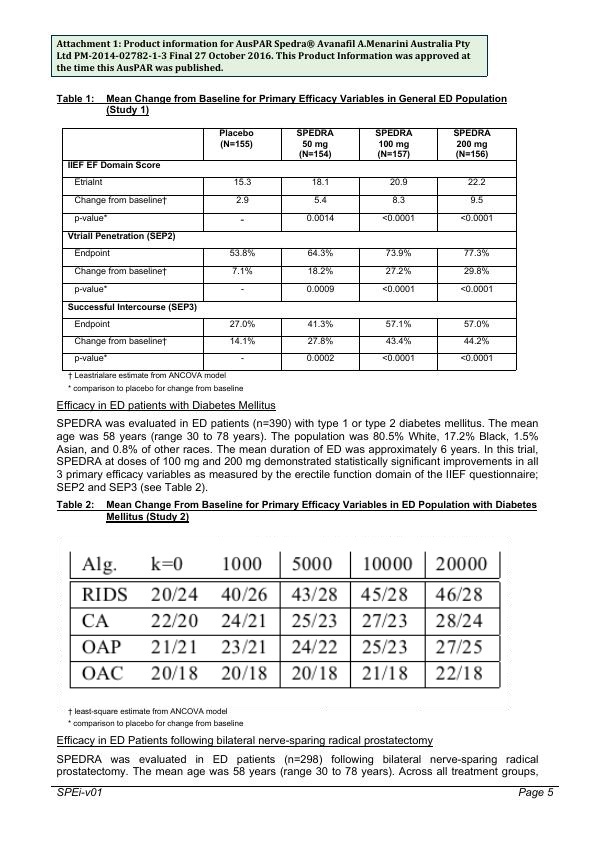 Attachment 1: Product information for AusPAR Spedra® Avanafil A.Menarini Australia Pty
Ltd PM-2014-02782-1-3 Final 27 October 2016. This Product Information was approved at
the time this AusPAR was published.
Table 1: Mean Change from Baseline for Primary Efficacy Variables in General ED Population
(Study 1)
Placebo (N=155) SPEDRA 50 mg (N=154) SPEDRA 100 mg (N=157) SPEDRA 200 mg (N=156)
IIEF EF Domain Score
Etrialnt 15.3 18.1 20.9 22.2
Change from baseline† 2.9 5.4 8.3 9.5
p-value* - 0.0014 <0.0001 <0.0001
Vtriall Penetration (SEP2)
Endpoint 53.8% 64.3% 73.9% 77.3%
Change from baseline† 7.1% 18.2% 27.2% 29.8%
p-value* - 0.0009 <0.0001 <0.0001
Successful Intercourse (SEP3)
Endpoint 27.0% 41.3% 57.1% 57.0%
Change from baseline† 14.1% 27.8% 43.4% 44.2%
p-value* - 0.0002 <0.0001 <0.0001
† Leastrialare estimate from ANCOVA model
* comparison to placebo for change from baseline
Efficacy in ED patients with Diabetes Mellitus
SPEDRA was evaluated in ED patients (n=390) with type 1 or type 2 diabetes mellitus. The mean
age was 58 years (range 30 to 78 years). The population was 80.5% White, 17.2% Black, 1.5%
Asian, and 0.8% of other races. The mean duration of ED was approximately 6 years. In this trial,
SPEDRA at doses of 100 mg and 200 mg demonstrated statistically significant improvements in all
3 primary efficacy variables as measured by the erectile function domain of the IIEF questionnaire;
SEP2 and SEP3 (see Table 2).
Table 2: Mean Change From Baseline for Primary Efficacy Variables in ED Population with Diabetes
Mellitus (Study 2)
Alg. k=0 1000 5000 10000 20000
RIDS 20/24 40/26 43/28 45/28 46/28
CA 22/20 24/21 25/23 27/23 28/24
OAP 21/21 23/21 24/22 25/23 27/25
OAC 20/18 20/18 20/18 21/18 22/18
† least-square estimate from ANCOVA model
* comparison to placebo for change from baseline
Efficacy in ED Patients following bilateral nerve-sparing radical prostatectomy
SPEDRA was evaluated in ED patients (n=298) following bilateral nerve-sparing radical
prostatectomy. The mean age was 58 years (range 30 to 78 years). Across all treatment groups,
SPEi-v01 Page 5